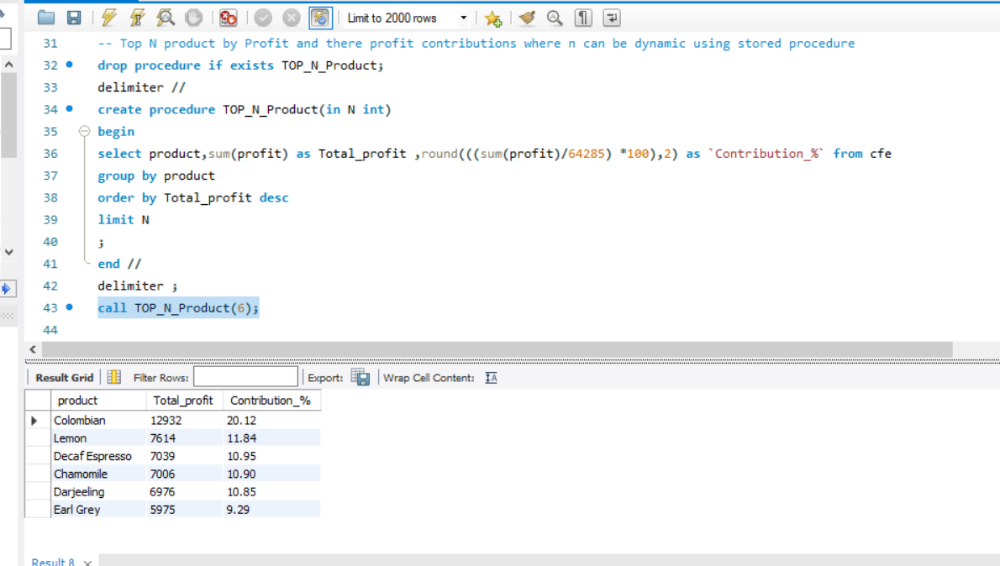 Limit to 2000 rows
31 -- Top N product by Profit and there profit contributions where n can be dynamic using stored procedure
32 drop procedure if exists TOP_N_Product;
33 delimiter //
34 create procedure TOP_N_Product(in N int)
35 begin
36 select product,sum(profit) as Total_profit ,round(((sum(profit)/64285) *100),2) as `Contribution_%` from cfe
37 group by product
38 order by Total_profit desc
39 limit N
40 ;
41 end //
42 delimiter ;
43 call TOP_N_Product(6);
44
Result Grid Filter Rows: Export: Wrap Cell Content:
product Total_profit Contribution_%
Colombian 12932 20.12
Lemon 7614 11.84
Decaf Espresso 7039 10.95
Chamomile 7006 10.90
Darjeeling 6976 10.85
Earl Grey 5975 9.29
Result 8